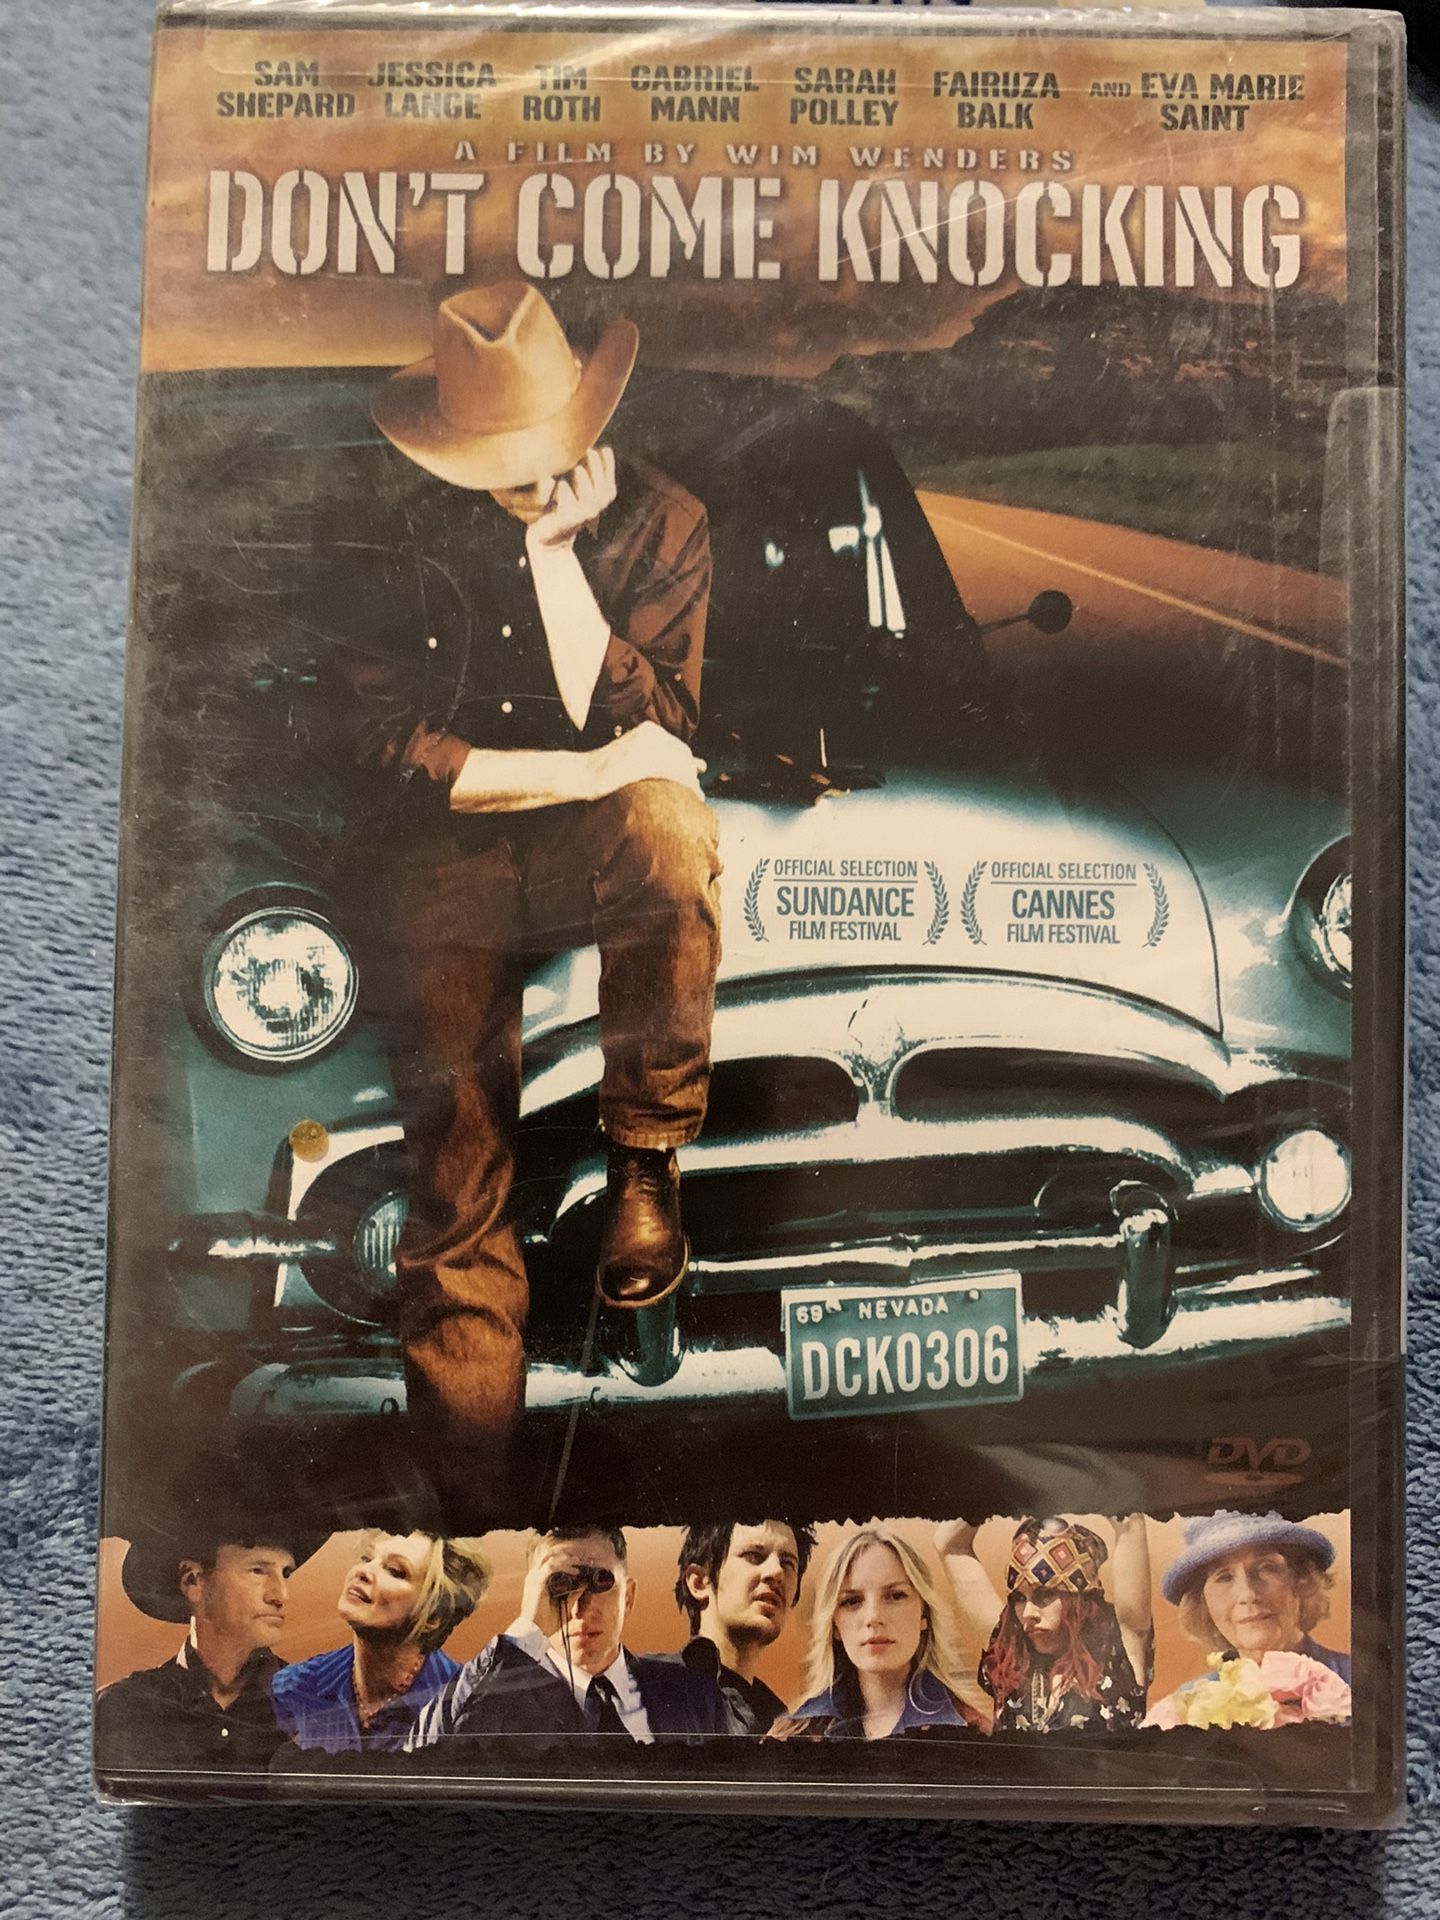 SAM JESSICA TIM GABRIEL SARAH FAIRUZA AND EVA MARIE
SHEPARD LANGE ROTH MANN POLLEY BALK SAINT
A FILM BY WIM WENDERS
DON'T COME KNOCKING
OFFICIAL SELECTION
SUNDANCE
FILM FESTIVAL
OFFICIAL SELECTION
CANNES
FILM FESTIVAL
69 NEVADA
DCK0306
DVD